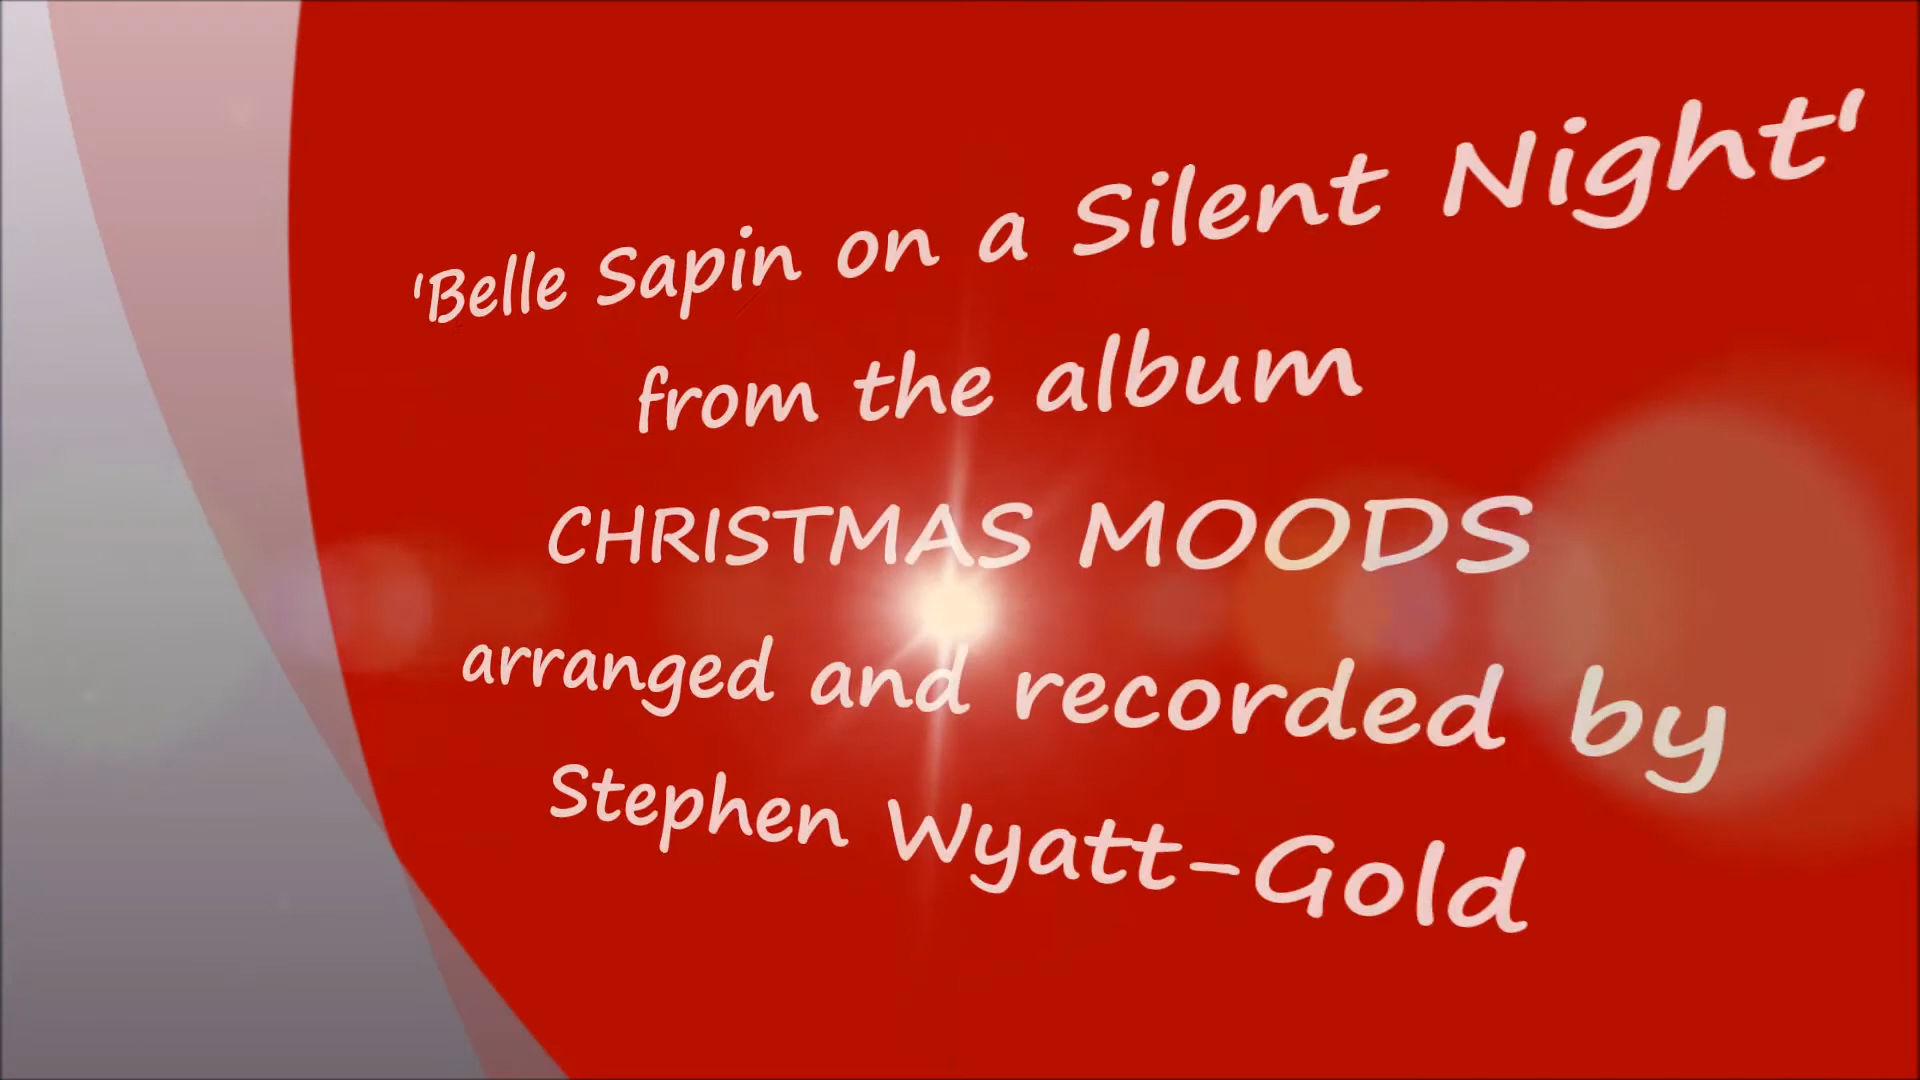 'Belle Sapin on a Silent Night'
from the album
CHRISTMAS MOODS
arranged and recorded by
Stephen Wyatt-Gold